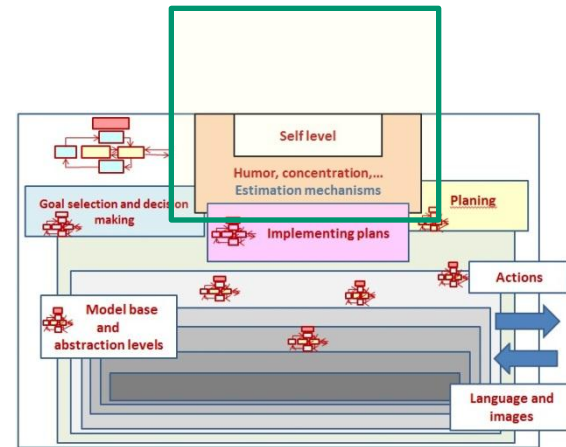 Self level
Humor, concentration,...
Estimation mechanisms
Goal selection and decision
making
Planing
Implementing plans
Actions
Model base
and
abstraction levels
Language and
images